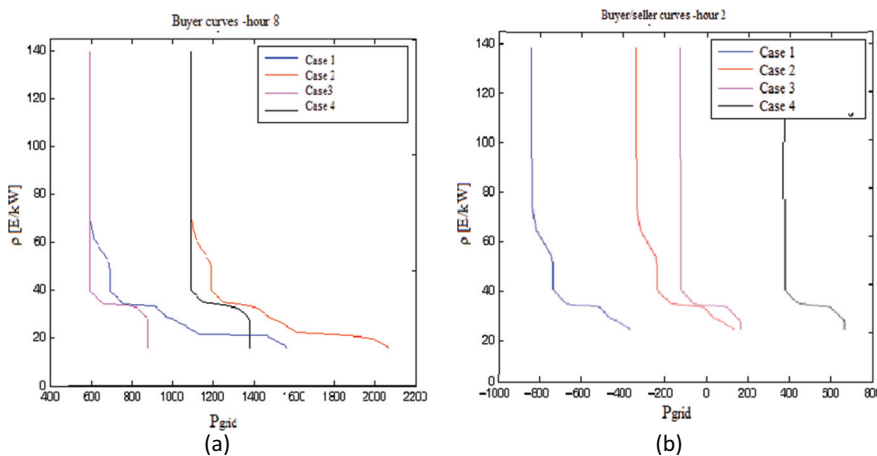 Buyer curves -hour 8
140
120
100
80
60
40
20
0
400
600
800
1000
1200
1400
1600
1800
2000
2200
ρ [E/kW]
Pgrid
Case 1
Case 2
Case3
Case 4
(a)
Buyer/seller curves -hour 2
140
120
100
80
60
40
20
0
−1000
−800
−600
−400
−200
0
200
400
600
800
ρ [E/kW]
Pgrid
Case 1
Case 2
Case 3
Case 4
(b)